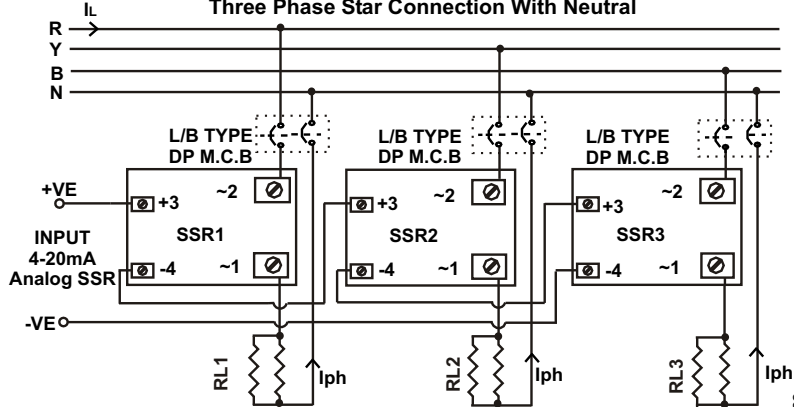 Three Phase Star Connection With Neutral
IL
R
Y
B
N
L/B TYPE
DP M.C.B
L/B TYPE
DP M.C.B
L/B TYPE
DP M.C.B
+VE
+3
~2
SSR1
-4
~1
+3
~2
SSR2
-4
~1
+3
~2
SSR3
-4
~1
INPUT
4-20mA
Analog SSR
-VE
RL1
Iph
RL2
Iph
RL3
Iph